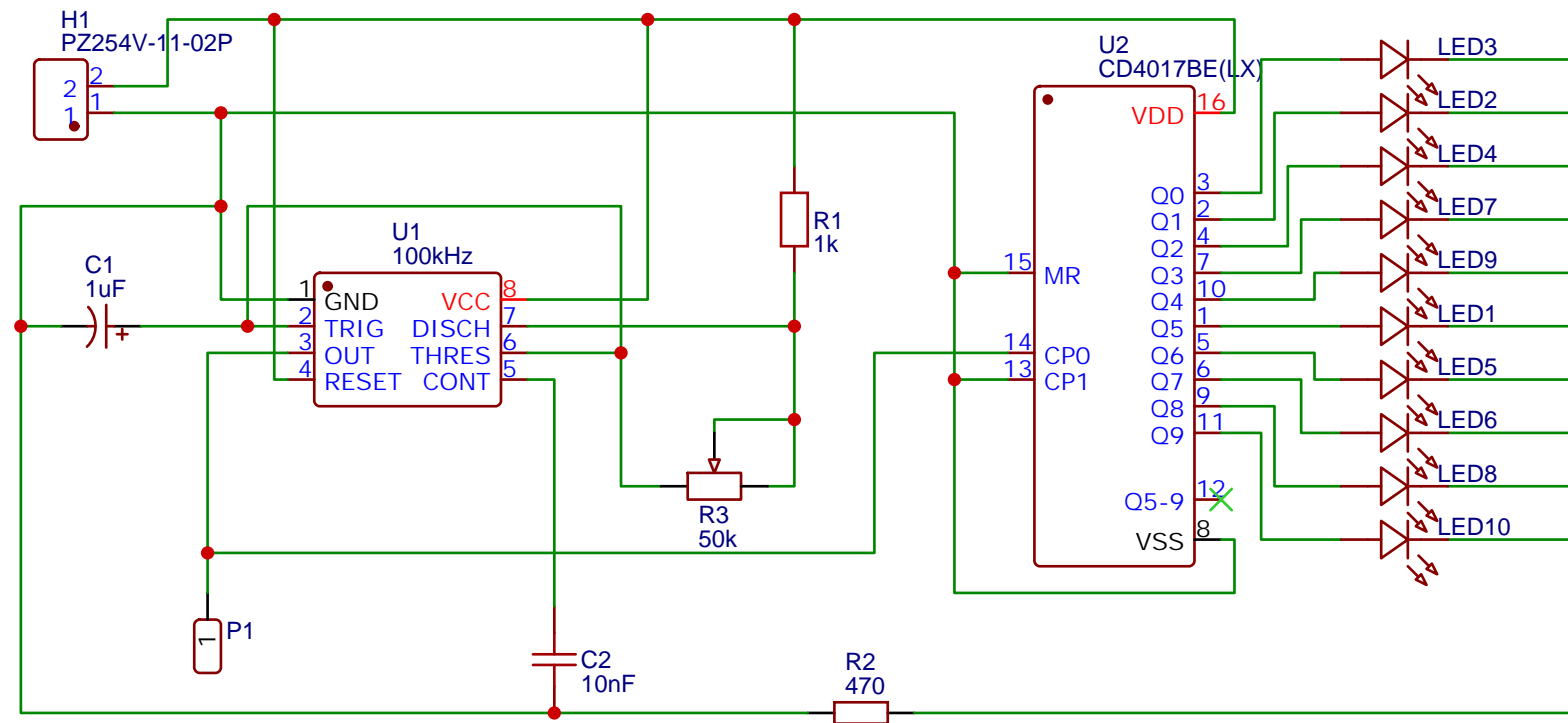 H1
PZ254V-11-02P
2
2
1
1
C1
1uF
U1
100kHz
1 GND
2 TRIG
3 OUT
4 RESET
VCC 8
DISCH 7
THRES 6
CONT 5
R1
1k
R3
50k
P1
1
C2
10nF
R2
470
U2
CD4017BE(LX)
VDD 16
15 MR
14 CP0
13 CP1
Q0 3
Q1 2
Q2 4
Q3 7
Q4 10
Q5 1
Q6 5
Q7 6
Q8 9
Q9 11
Q5-9 12
VSS 8
LED3
LED2
LED4
LED7
LED9
LED1
LED5
LED6
LED8
LED10
+